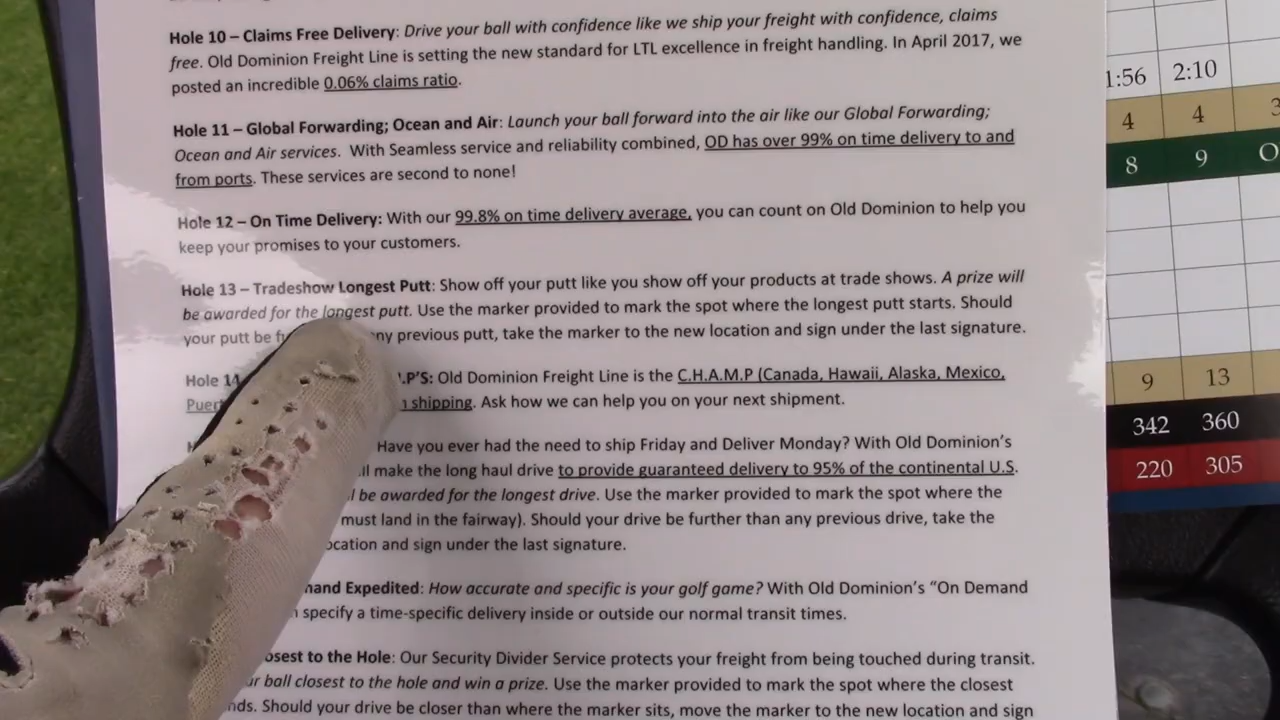 Hole 10 – Claims Free Delivery: Drive your ball with confidence like we ship your freight with confidence, claims
free. Old Dominion Freight Line is setting the new standard for LTL excellence in freight handling. In April 2017, we
posted an incredible 0.06% claims ratio.
Hole 11 – Global Forwarding; Ocean and Air: Launch your ball forward into the air like our Global Forwarding;
Ocean and Air services. With Seamless service and reliability combined, OD has over 99% on time delivery to and
from ports. These services are second to none!
Hole 12 – On Time Delivery: With our 99.8% on time delivery average, you can count on Old Dominion to help you
keep your promises to your customers.
Hole 13 – Tradeshow Longest Putt: Show off your putt like you show off your products at trade shows. A prize will
be awarded for the longest putt. Use the marker provided to mark the spot where the longest putt starts. Should
your putt be any previous putt, take the marker to the new location and sign under the last signature.
Hole 14 .P'S: Old Dominion Freight Line is the C.H.A.M.P (Canada, Hawaii, Alaska, Mexico,
shipping. Ask how we can help you on your next shipment.
Have you ever had the need to ship Friday and Deliver Monday? With Old Dominion's
make the long haul drive to provide guaranteed delivery to 95% of the continental U.S.
be awarded for the longest drive. Use the marker provided to mark the spot where the
must land in the fairway). Should your drive be further than any previous drive, take the
ocation and sign under the last signature.
mand Expedited: How accurate and specific is your golf game? With Old Dominion's "On Demand
specify a time-specific delivery inside or outside our normal transit times.
osest to the Hole: Our Security Divider Service protects your freight from being touched during transit.
ur ball closest to the hole and win a prize. Use the marker provided to mark the spot where the closest
nds. Should your drive be closer than where the marker sits, move the marker to the new location and sign
1:56 2:10
4 4 3
8 9 O
9 13
342 360
220 305